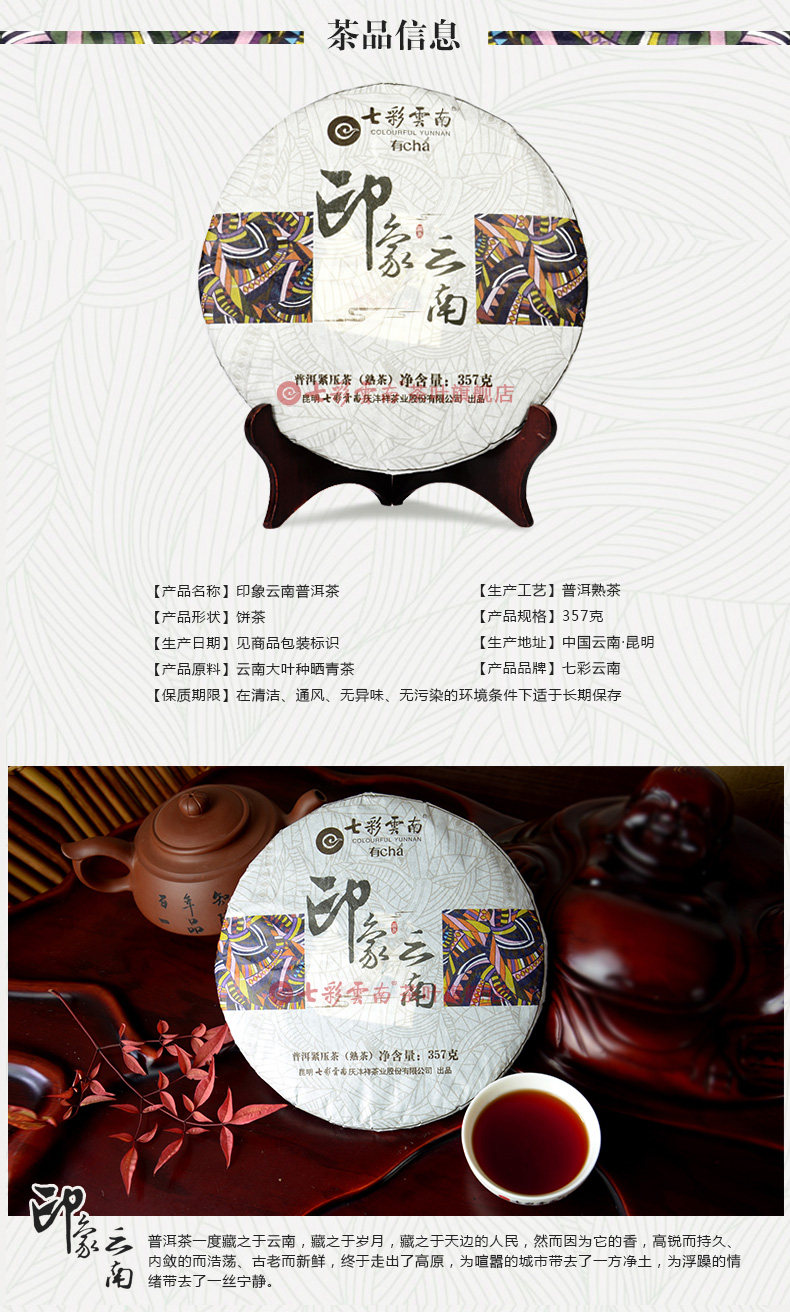 茶品信息
七彩雲南
COLOURFUL YUNNAN
有chá
印象云南
普洱紧压茶（熟茶）净含量：357克
七彩雲南 茶叶旗舰店
昆明七彩云南庆沣祥茶业股份有限公司 出品
【产品名称】印象云南普洱茶
【生产工艺】普洱熟茶
【产品形状】饼茶
【产品规格】357克
【生产日期】见商品包装标识
【生产地址】中国云南·昆明
【产品原料】云南大叶种晒青茶
【产品品牌】七彩云南
【保质期限】在清洁、通风、无异味、无污染的环境条件下适于长期保存
七彩雲南
COLOURFUL YUNNAN
有chá
印象云南
七彩雲南
普洱紧压茶（熟茶）净含量：357克
昆明七彩云南庆沣祥茶业股份有限公司 出品
印象云南
普洱茶一度藏之于云南，藏之于岁月，藏之于天边的人民，然而因为它的香，高锐而持久、
内敛的而浩荡、古老而新鲜，终于走出了高原，为喧嚣的城市带去了一方净土，为浮躁的情
绪带去了一丝宁静。